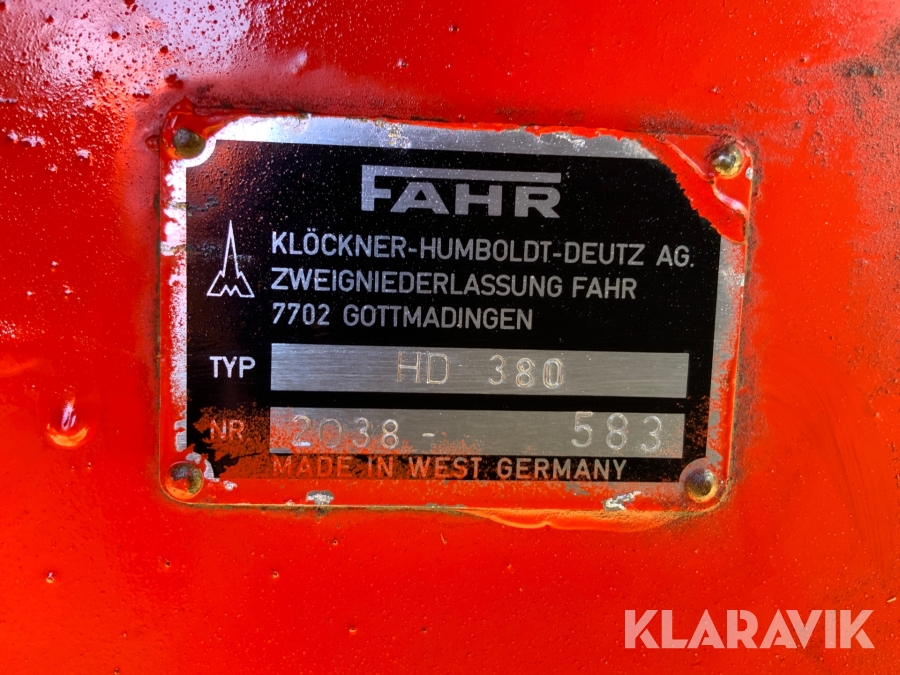 FAHR
KLÖCKNER-HUMBOLDT-DEUTZ AG.
ZWEIGNIEDERLASSUNG FAHR
7702 GOTTMADINGEN
TYP HD 380
NR 2038- 583
MADE IN WEST GERMANY
KLARAVIK